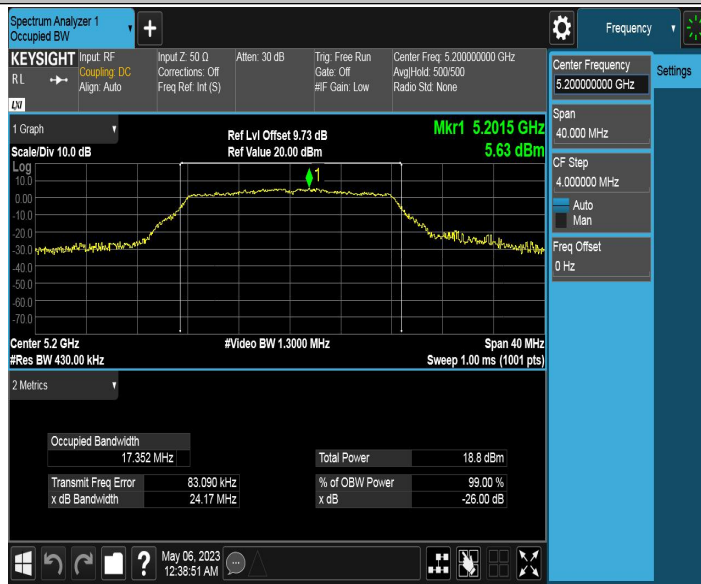 Spectrum Analyzer 1
Occupied BW
+
Frequency
KEYSIGHT
RL
LXI
Input: RF
Coupling: DC
Align: Auto
Input Z: 50 Ω
Corrections: Off
Freq Ref: Int (S)
Atten: 30 dB
Trig: Free Run
Gate: Off
#IF Gain: Low
Center Freq: 5.200000000 GHz
Avg|Hold: 500/500
Radio Std: None
Center Frequency
5.200000000 GHz
Settings
Span
40.000 MHz
CF Step
4.000000 MHz
Auto
Man
Freq Offset
0 Hz
1 Graph
Scale/Div 10.0 dB
Ref Lvl Offset 9.73 dB
Ref Value 20.00 dBm
Mkr1 5.2015 GHz
5.63 dBm
Log
10.0
0.00
-10.0
-20.0
-30.0
-40.0
-50.0
-60.0
-70.0
1
Center 5.2 GHz
#Res BW 430.00 kHz
#Video BW 1.3000 MHz
Span 40 MHz
Sweep 1.00 ms (1001 pts)
2 Metrics
Occupied Bandwidth
17.352 MHz
Transmit Freq Error 83.090 kHz
x dB Bandwidth 24.17 MHz
Total Power 18.8 dBm
% of OBW Power 99.00 %
x dB -26.00 dB
?
May 06, 2023
12:38:51 AM